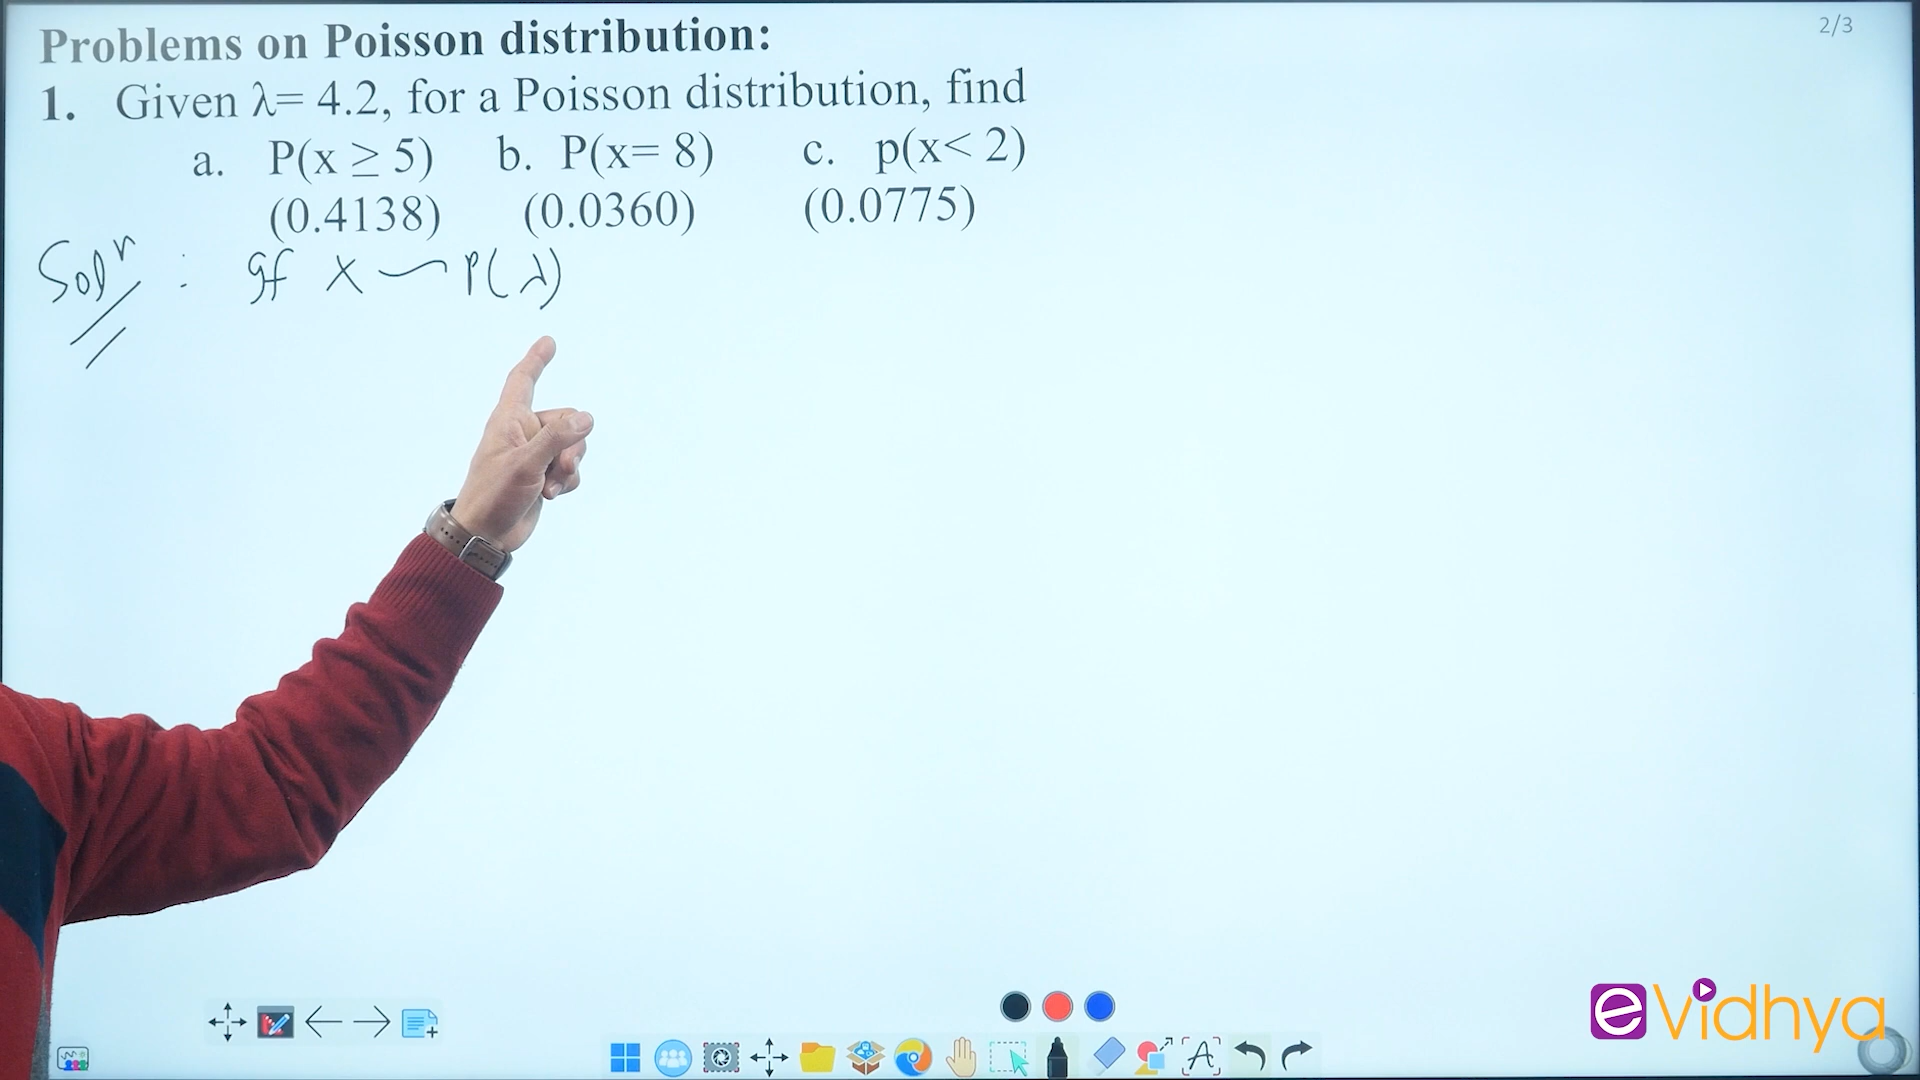 2/3
Problems on Poisson distribution:
1. Given λ= 4.2, for a Poisson distribution, find
a. P(x ≥ 5) b. P(x= 8) c. p(x< 2)
(0.4138) (0.0360) (0.0775)
Solⁿ : If X ~ P(λ)
eVidhya